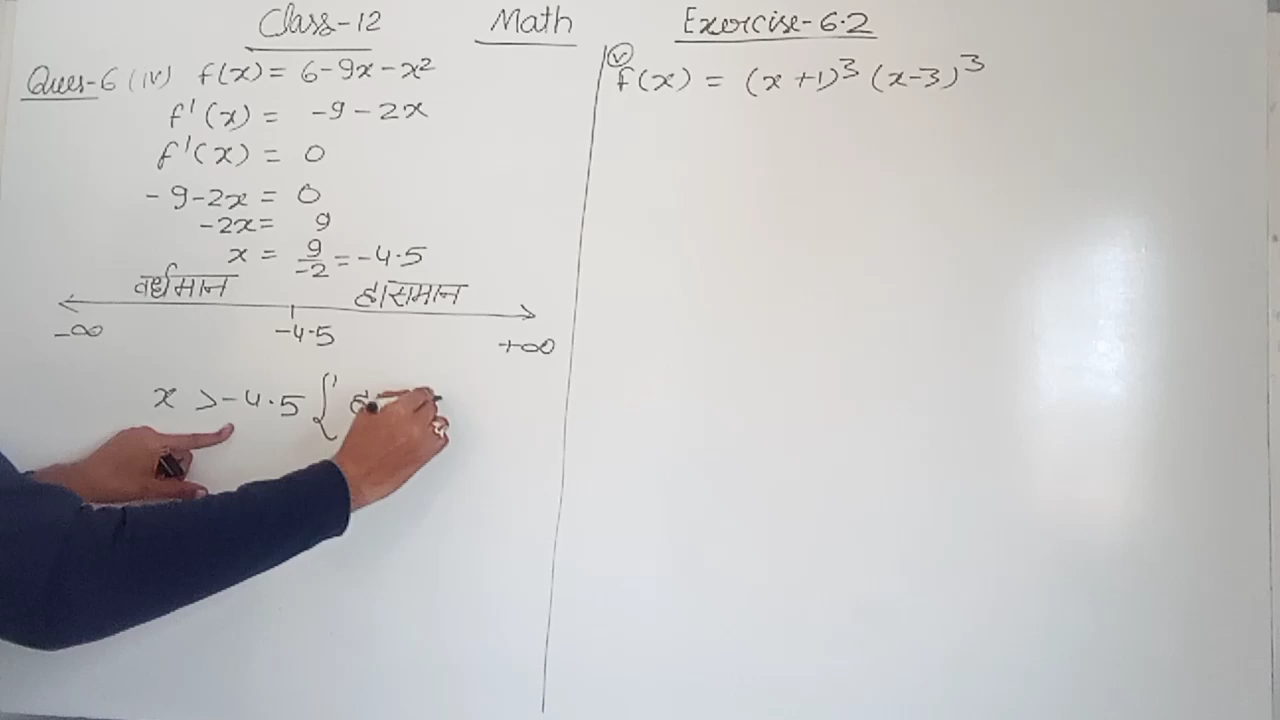 Class-12 Math Exercise-6.2
Ques-6 (iv) f(x) = 6-9x-x²
f'(x) = -9-2x
f'(x) = 0
-9-2x = 0
-2x = 9
x = 9/-2 = -4.5
वर्धमान ह्रासमान
-∞ -4.5 +∞
x > -4.5 {
(v)
f(x) = (x+1)³ (x-3)³